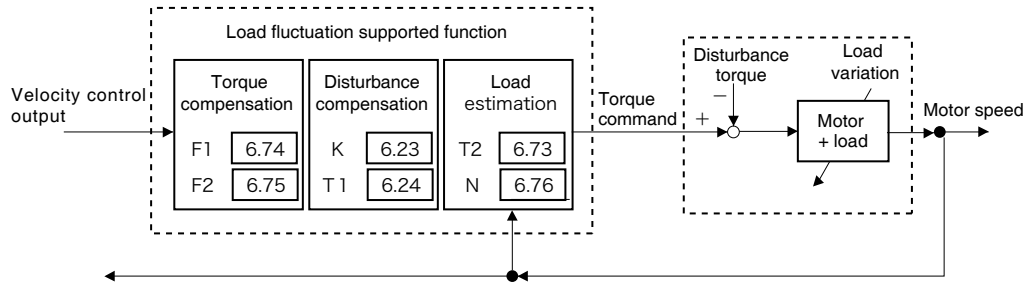 Load fluctuation supported function
Velocity control
output
Torque
compensation
F1 6.74
F2 6.75
Disturbance
compensation
K 6.23
T1 6.24
Load
estimation
T2 6.73
N 6.76
Torque
command
Disturbance
torque
−
+
Load
variation
Motor
+ load
Motor speed